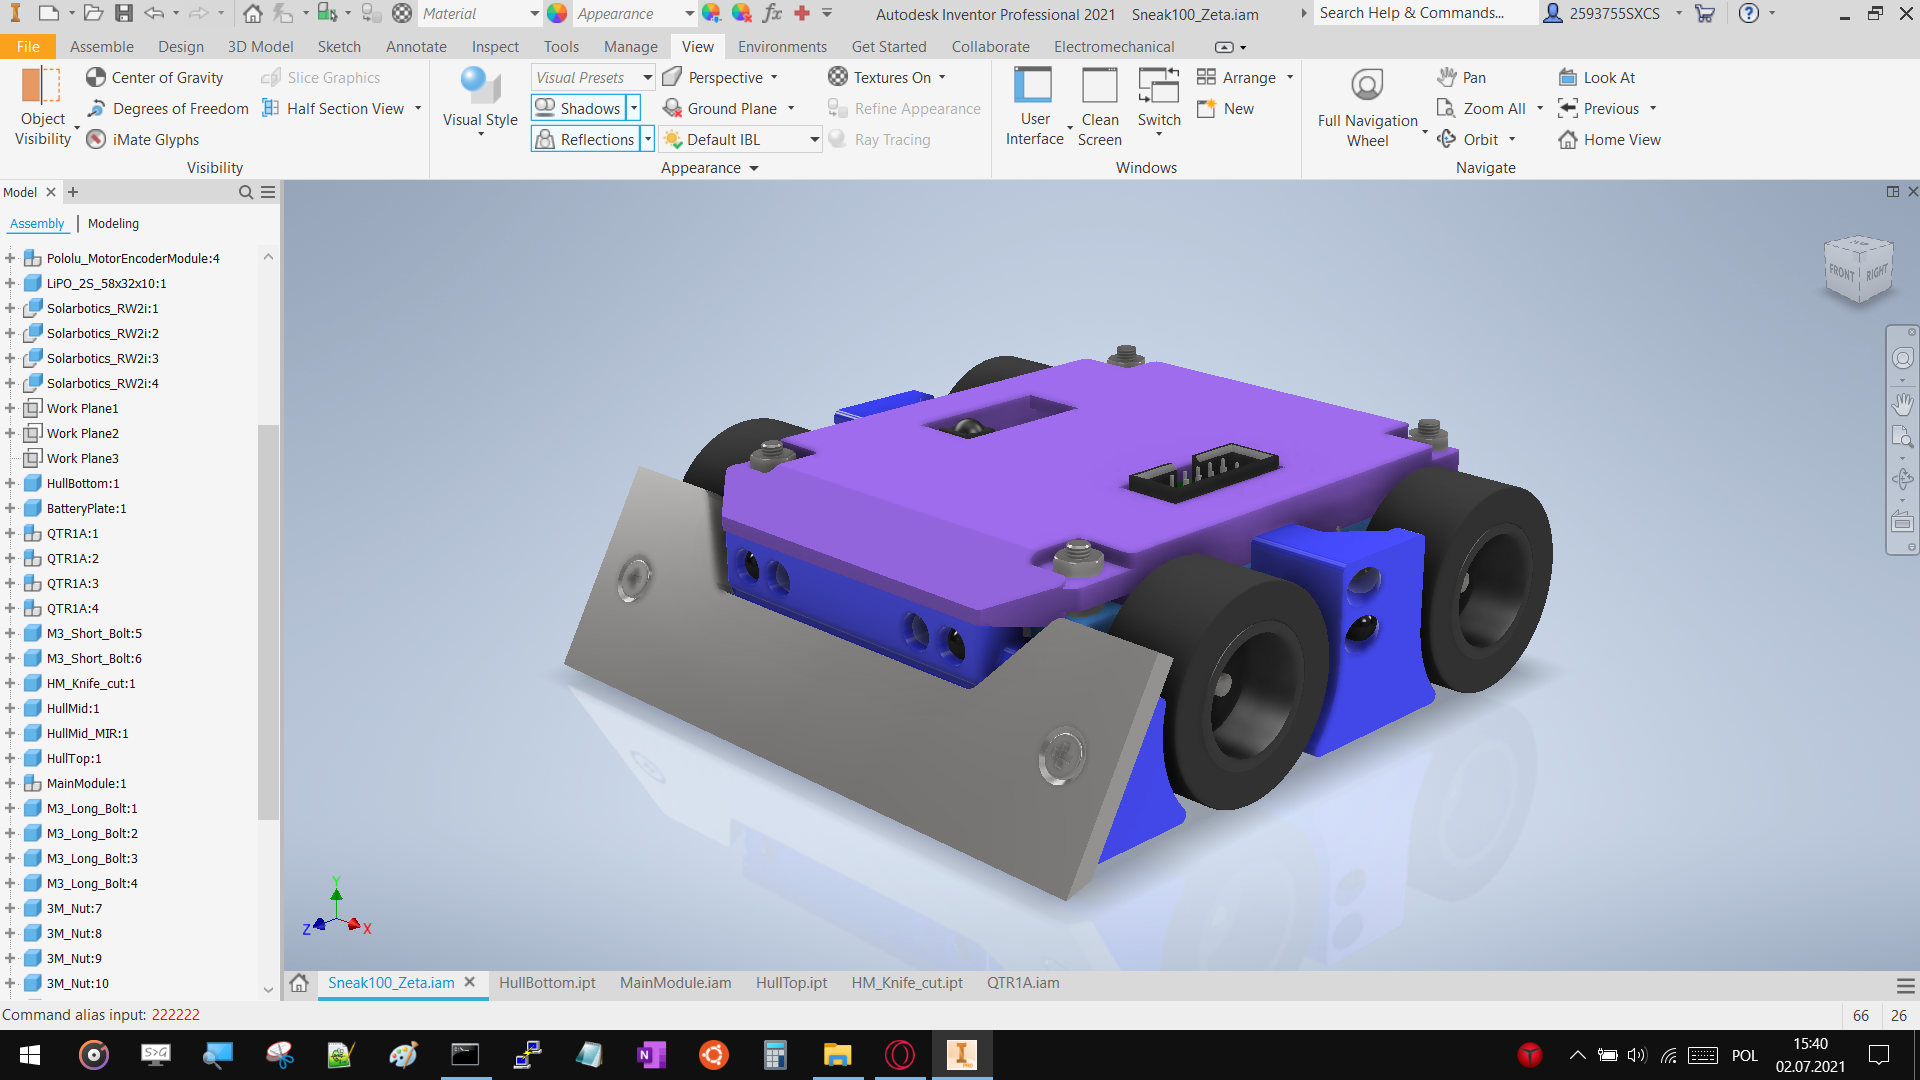 Material
Appearance
Autodesk Inventor Professional 2021 Sneak100_Zeta.iam
Search Help & Commands...
2593755SXCS
File Assemble Design 3D Model Sketch Annotate Inspect Tools Manage View Environments Get Started Collaborate Electromechanical
Object Visibility
Center of Gravity
Degrees of Freedom
iMate Glyphs
Slice Graphics
Half Section View
Visibility
Visual Style
Visual Presets
Shadows
Reflections
Perspective
Ground Plane
Default IBL
Textures On
Refine Appearance
Ray Tracing
Appearance
User Interface
Clean Screen
Switch
Arrange
New
Windows
Full Navigation Wheel
Pan
Zoom All
Orbit
Look At
Previous
Home View
Navigate
Model
Assembly | Modeling
Pololu_MotorEncoderModule:4
LiPO_2S_58x32x10:1
Solarbotics_RW2i:1
Solarbotics_RW2i:2
Solarbotics_RW2i:3
Solarbotics_RW2i:4
Work Plane1
Work Plane2
Work Plane3
HullBottom:1
BatteryPlate:1
QTR1A:1
QTR1A:2
QTR1A:3
QTR1A:4
M3_Short_Bolt:5
M3_Short_Bolt:6
HM_Knife_cut:1
HullMid:1
HullMid_MIR:1
HullTop:1
MainModule:1
M3_Long_Bolt:1
M3_Long_Bolt:2
M3_Long_Bolt:3
M3_Long_Bolt:4
3M_Nut:7
3M_Nut:8
3M_Nut:9
3M_Nut:10
FRONT
RIGHT
Y
Z
X
Sneak100_Zeta.iam HullBottom.ipt MainModule.iam HullTop.ipt HM_Knife_cut.ipt QTR1A.iam
Command alias input: 222222
66 26
POL
15:40
02.07.2021